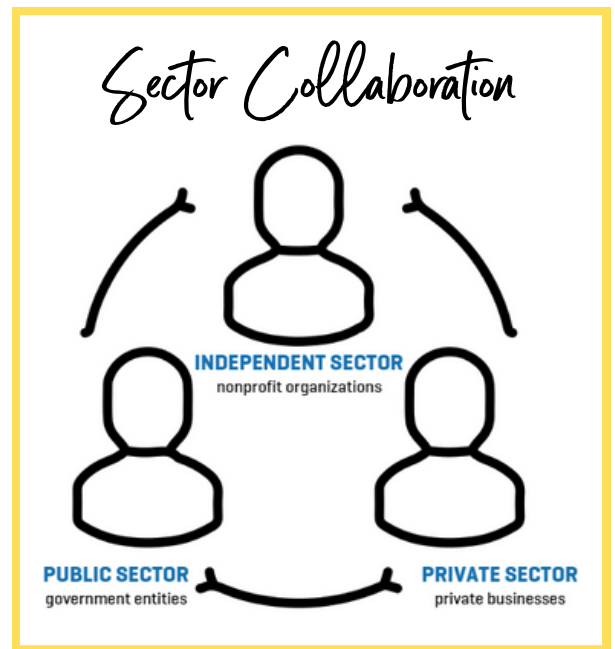 Sector Collaboration
INDEPENDENT SECTOR
nonprofit organizations
PUBLIC SECTOR
government entities
PRIVATE SECTOR
private businesses